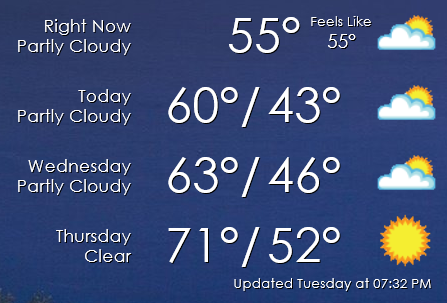 Right Now
Partly Cloudy
55°
Feels Like
55°
Today
Partly Cloudy
60°/43°
Wednesday
Partly Cloudy
63°/46°
Thursday
Clear
71°/52°
Updated Tuesday at 07:32 PM